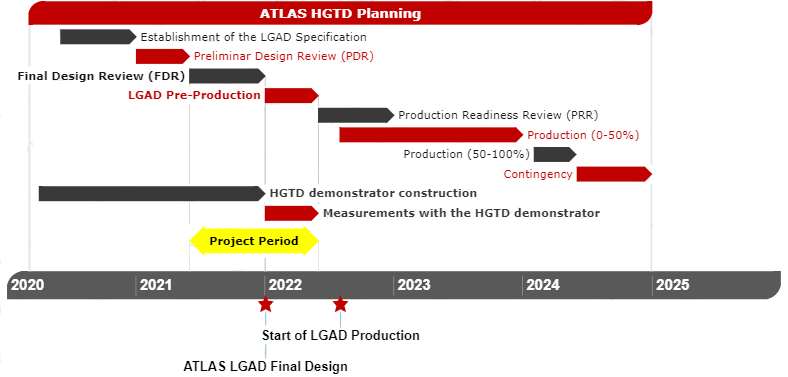 ATLAS HGTD Planning
Establishment of the LGAD Specification
Preliminar Design Review (PDR)
Final Design Review (FDR)
LGAD Pre-Production
Production Readiness Review (PRR)
Production (0-50%)
Production (50-100%)
Contingency
HGTD demonstrator construction
Measurements with the HGTD demonstrator
Project Period
2020 2021 2022 2023 2024 2025
Start of LGAD Production
ATLAS LGAD Final Design